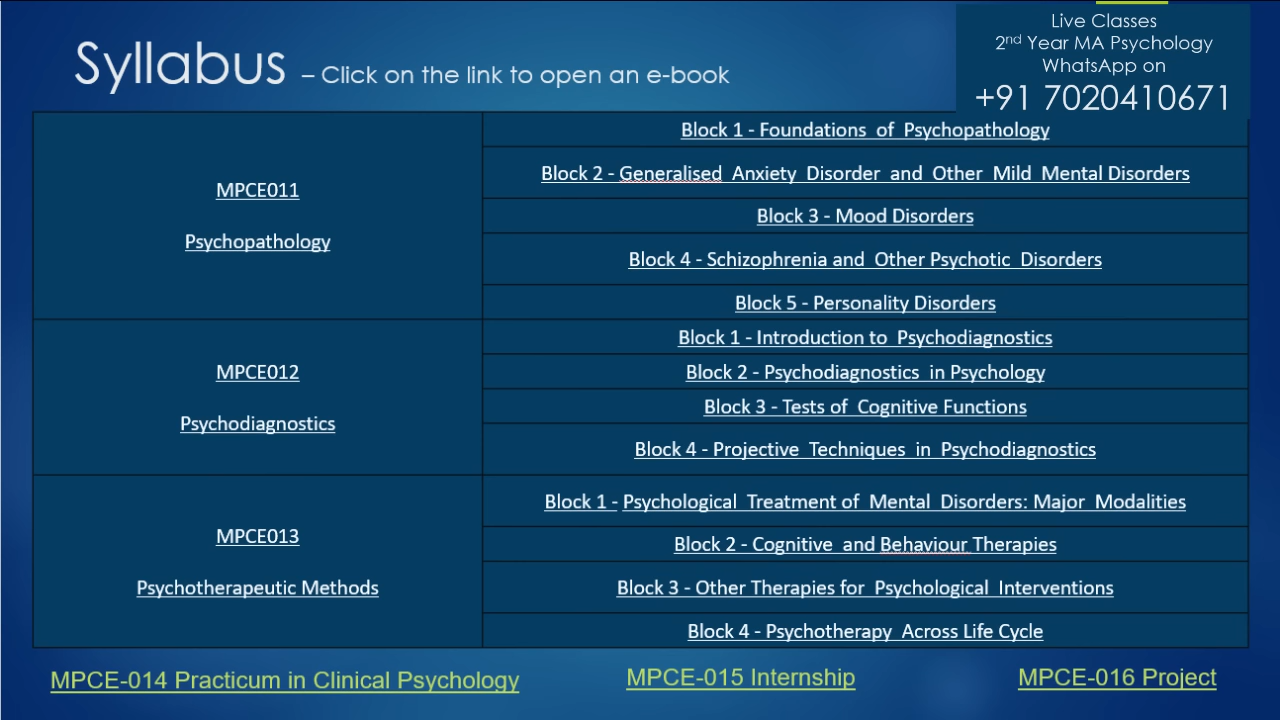 Syllabus – Click on the link to open an e-book
Live Classes
2nd Year MA Psychology
WhatsApp on
+91 7020410671
MPCE011
Psychopathology
Block 1 - Foundations of Psychopathology
Block 2 - Generalised Anxiety Disorder and Other Mild Mental Disorders
Block 3 - Mood Disorders
Block 4 - Schizophrenia and Other Psychotic Disorders
Block 5 - Personality Disorders
MPCE012
Psychodiagnostics
Block 1 - Introduction to Psychodiagnostics
Block 2 - Psychodiagnostics in Psychology
Block 3 - Tests of Cognitive Functions
Block 4 - Projective Techniques in Psychodiagnostics
MPCE013
Psychotherapeutic Methods
Block 1 - Psychological Treatment of Mental Disorders: Major Modalities
Block 2 - Cognitive and Behaviour Therapies
Block 3 - Other Therapies for Psychological Interventions
Block 4 - Psychotherapy Across Life Cycle
MPCE-014 Practicum in Clinical Psychology
MPCE-015 Internship
MPCE-016 Project